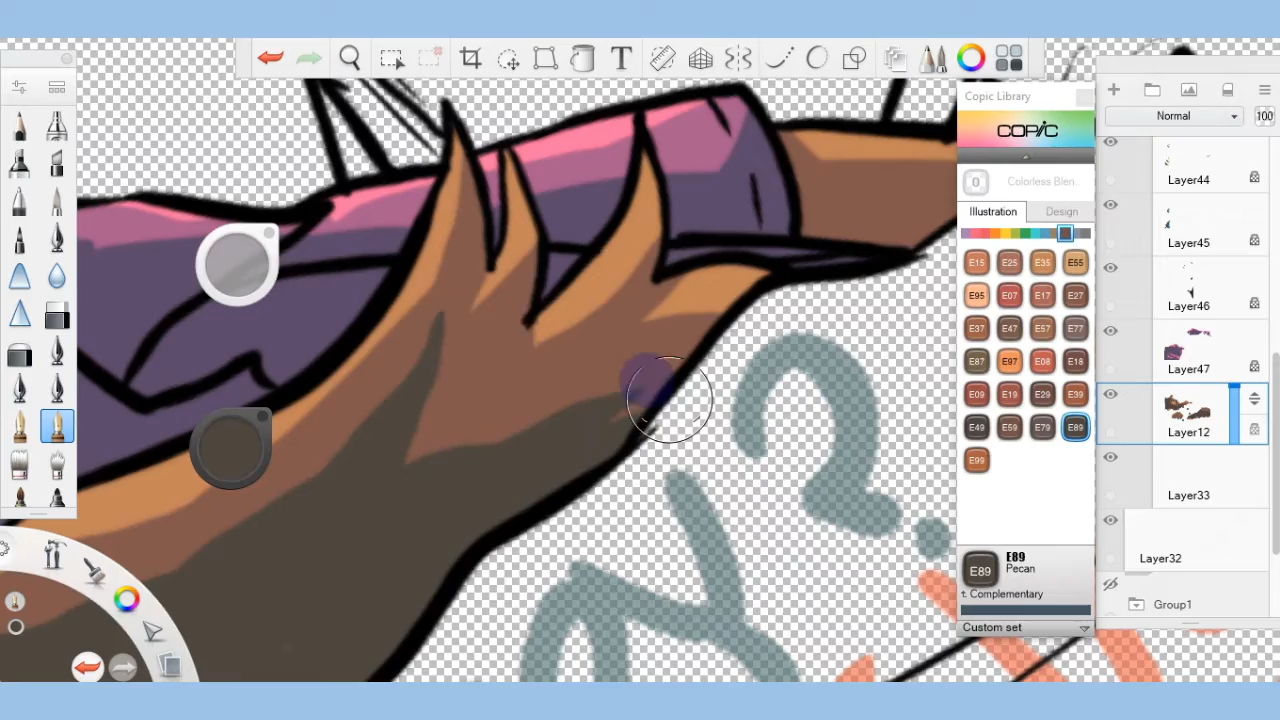 T
Copic Library
COPIC
Normal
100
0 Colorless Blen..
Illustration Design
E15 E25 E35 E55
E95 E07 E17 E27
E37 E47 E57 E77
E87 E97 E08 E18
E09 E19 E29 E39
E49 E59 E79 E89
E99
E89
E89
Pecan
1. Complementary
Custom set
Layer44
Layer45
Layer46
Layer47
Layer12
Layer33
Layer32
Group1